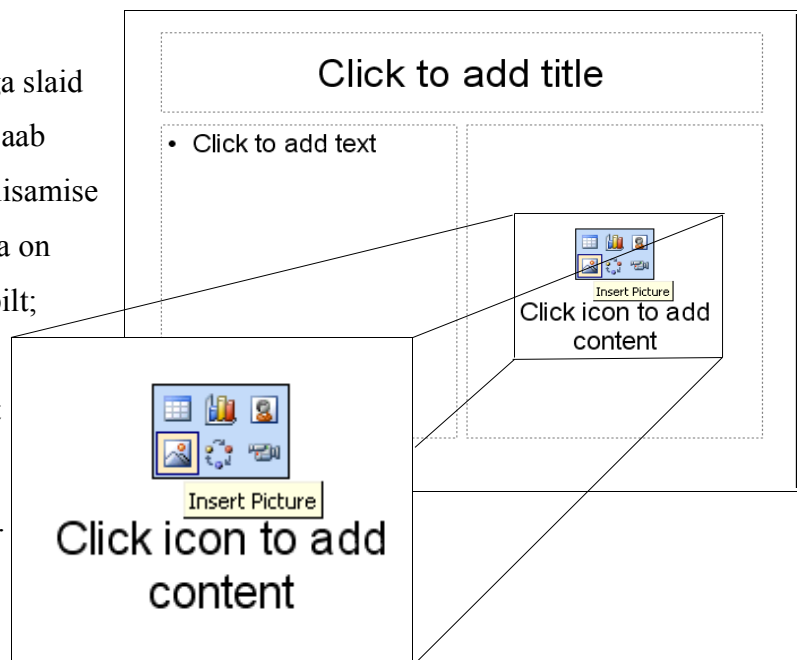 slaid
aab
isamise
a on
Click to add title
• Click to add text
Insert Picture
Click icon to add
content
Insert Picture
Click icon to add
content